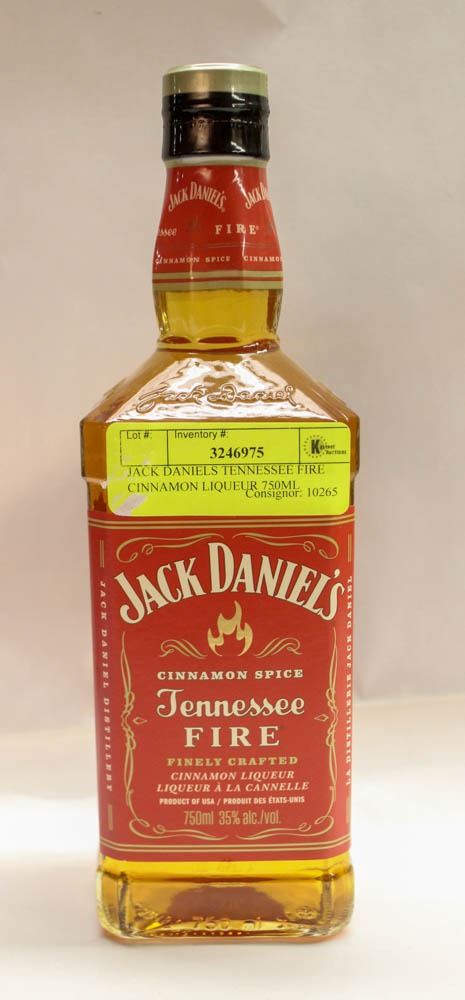 JACK DANIEL'S
FIRE
CINNAMON SPICE
Jack Daniel
Lot #:
Inventory #:
3246975
JACK DANIELS TENNESSEE FIRE
CINNAMON LIQUEUR 750ML
Consignor: 10265
JACK DANIEL'S
CINNAMON SPICE
Tennessee
FIRE
FINELY CRAFTED
CINNAMON LIQUEUR
LIQUEUR À LA CANNELLE
PRODUCT OF USA / PRODUIT DES ÉTATS-UNIS
750ml 35% alc./vol.
JACK DANIEL DISTILLERY
LA DISTILLERIE JACK DANIEL